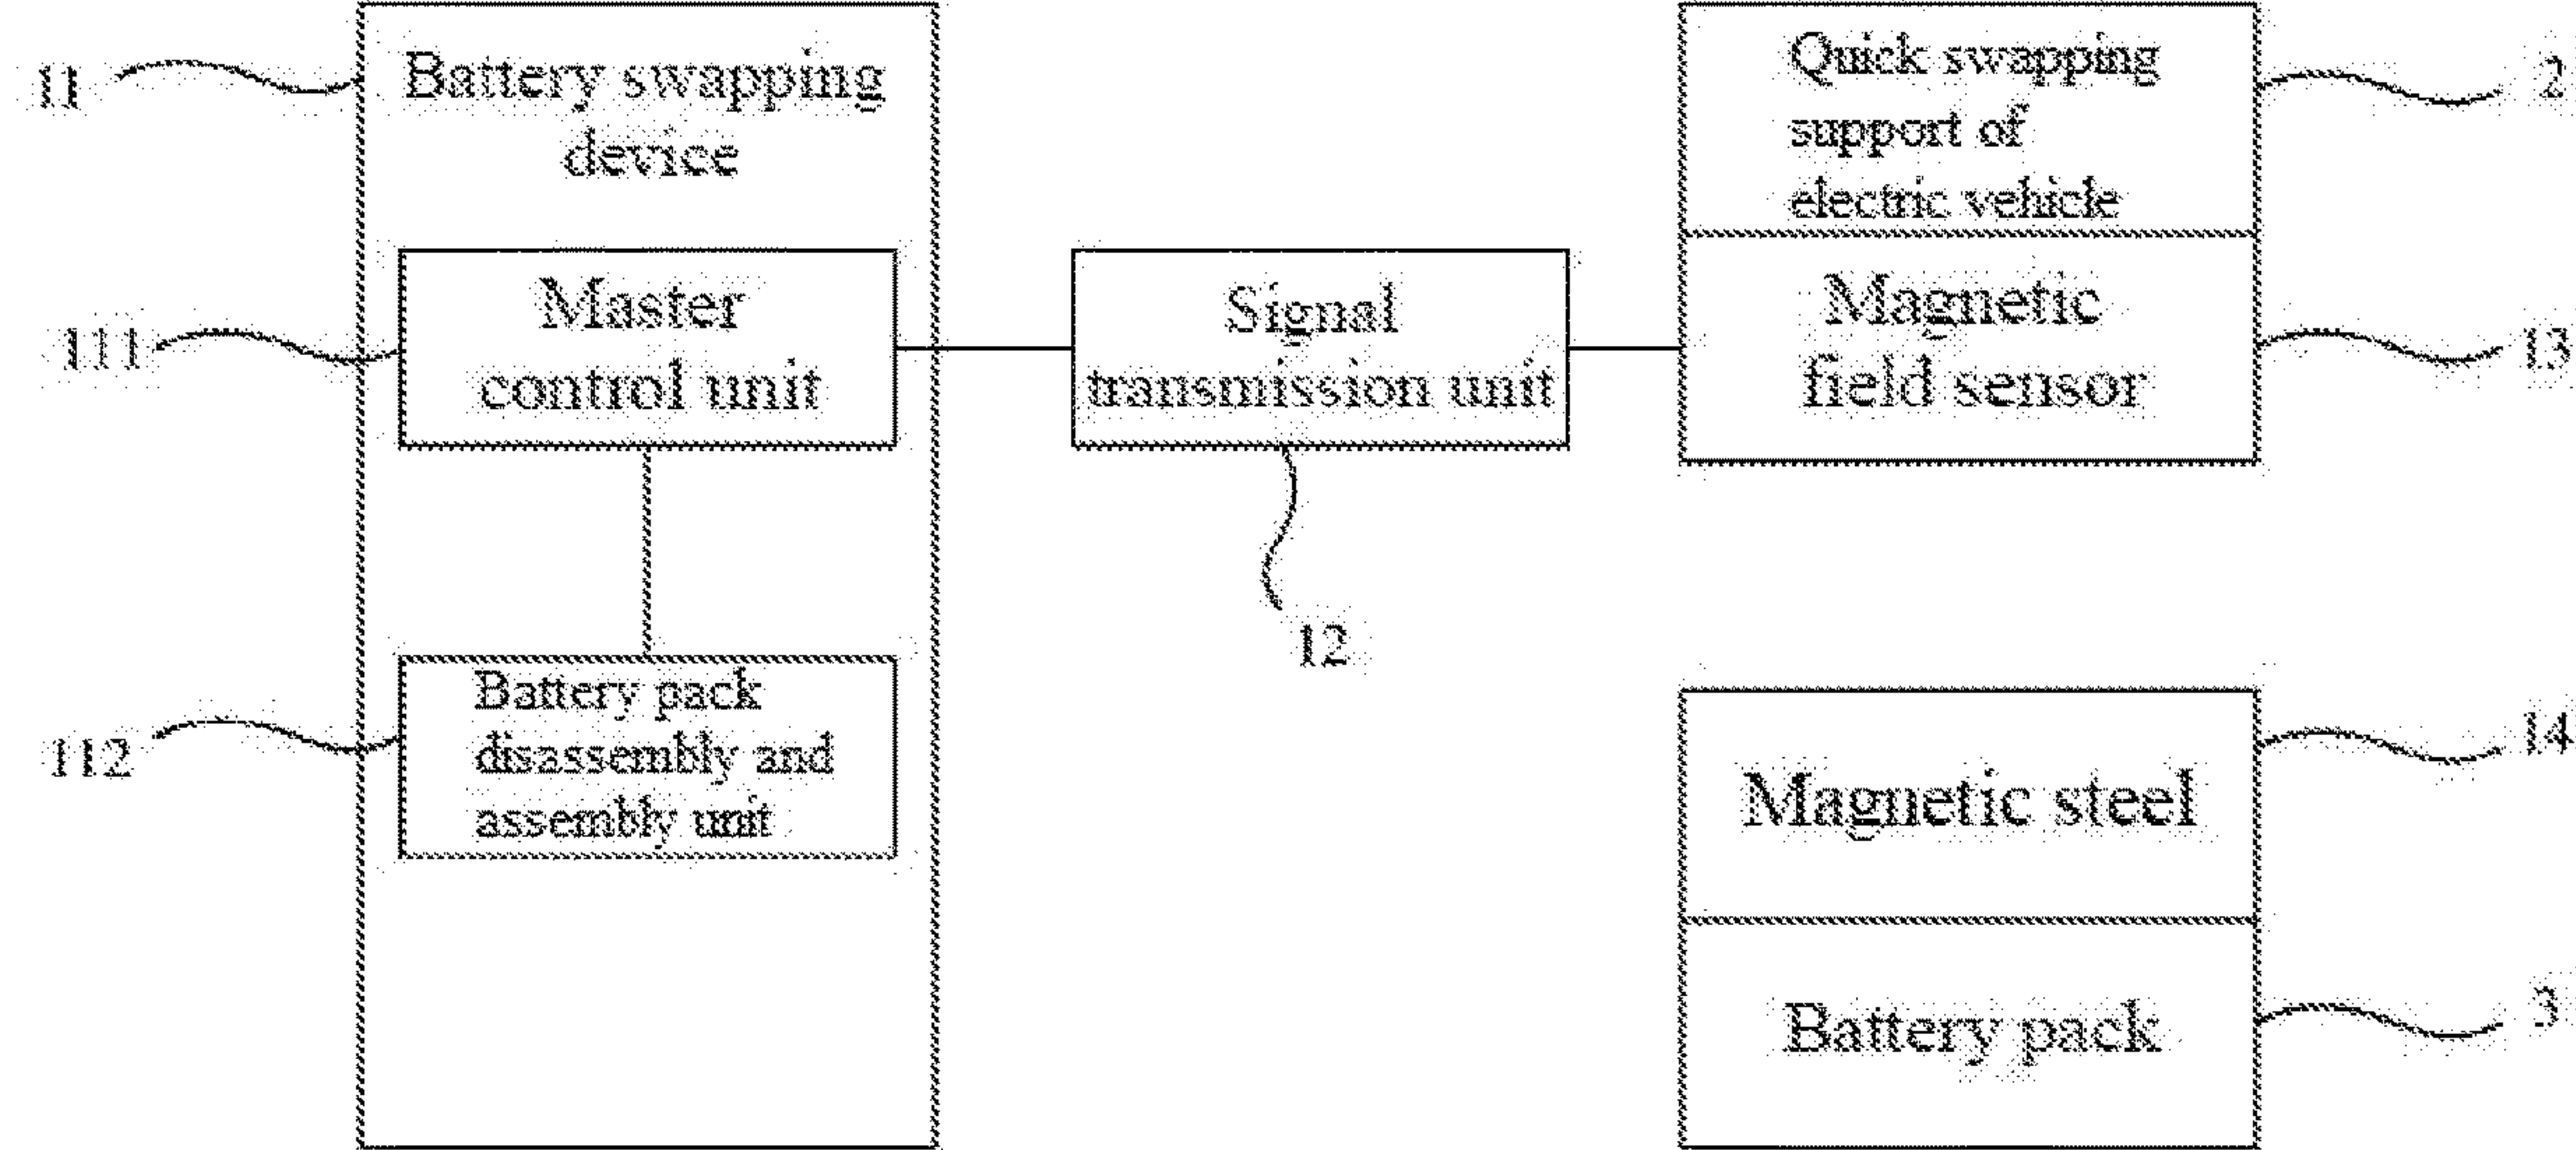 11
Battery swapping
device
111
Master
control unit
112
Battery pack
disassembly and
assembly unit
Signal
transmission unit
12
Quick swapping
support of
electric vehicle
2
Magnetic
field sensor
13
Magnetic steel
14
Battery pack
3